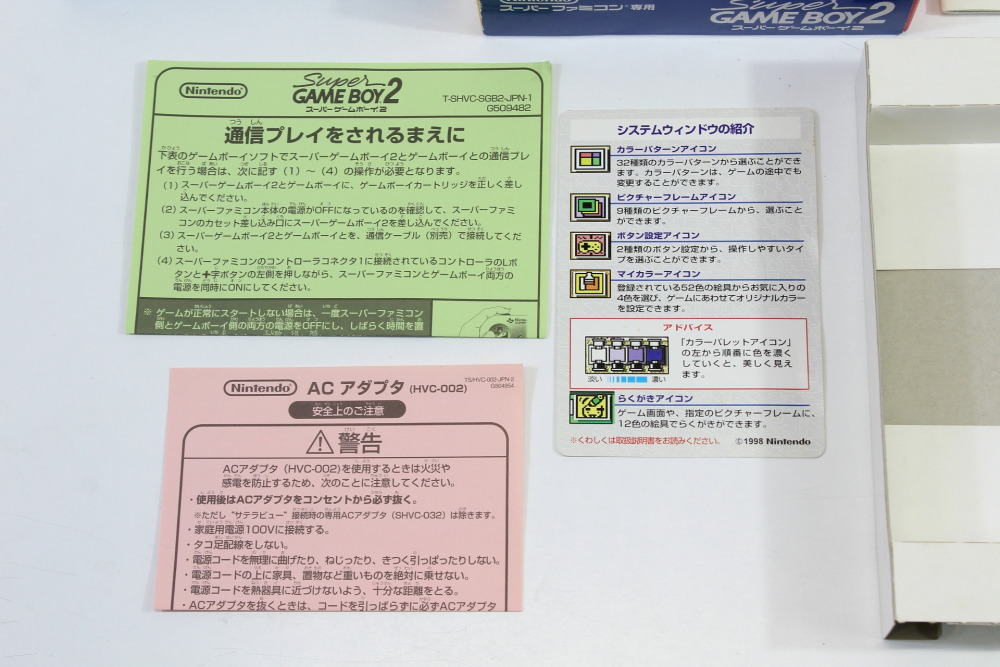 Nintendo
スーパーファミコン専用
Super
GAME BOY 2
スーパーゲームボーイ2
Nintendo
Super
GAME BOY 2
スーパーゲームボーイ2
T-SHVC-SGB2-JPN-1
G509482
通信プレイをされるまえに
下表のゲームボーイソフトでスーパーゲームボーイ2とゲームボーイとの通信プレ
イを行う場合は、次に記す(1)〜(4)の操作が必要となります。
(1)スーパーゲームボーイ2とゲームボーイに、ゲームボーイカートリッジを正しく差し
込んでください。
(2)スーパーファミコン本体の電源がOFFになっているのを確認して、スーパーファミ
コンのカセット差し込み口にスーパーゲームボーイ2を差し込んでください。
(3)スーパーゲームボーイ2とゲームボーイとを、通信ケーブル(別売)で接続してくだ
さい。
(4)スーパーファミコンのコントローラコネクタ1に接続されているコントローラのLボ
タンと✚字ボタンの左側を押しながら、スーパーファミコンとゲームボーイ両方の
電源を同時にONにしてください。
※ ゲームが正常にスタートしない場合は、一度スーパーファミコン
側とゲームボーイ側の両方の電源をOFFにし、しばらく時間を置
システムウィンドウの紹介
カラーパターンアイコン
32種類のカラーパターンから選ぶことができ
ます。カラーパターンは、ゲームの途中でも
変更することができます。
ピクチャーフレームアイコン
9種類のピクチャーフレームから、選ぶこと
ができます。
ボタン設定アイコン
2種類のボタン設定から、操作しやすいタイ
プを選ぶことができます。
マイカラーアイコン
登録されている52色の絵具からお気に入りの
4色を選び、ゲームにあわせてオリジナルカラー
を設定できます。
アドバイス
「カラーパレットアイコン」
の左から順番に色を濃く
していくと、美しく見え
ます。
淡い 濃い
らくがきアイコン
ゲーム画面や、指定のピクチャーフレームに、
12色の絵具でらくがきができます。
※くわしくは取扱説明書をお読みください。 ©1998 Nintendo
Nintendo
AC アダプタ (HVC-002)
TS/HVC-002-JPN-2
G904854
安全上のご注意
警告
ACアダプタ(HVC-002)を使用するときは火災や
感電を防止するため、次のことに注意してください。
・使用後はACアダプタをコンセントから必ず抜く。
※ただし"サテラビュー"接続時の専用ACアダプタ(SHVC-032)は除きます。
・家庭用電源100Vに接続する。
・タコ足配線をしない。
・電源コードを無理に曲げたり、ねじったり、きつく引っぱったりしない。
・電源コードの上に家具、置物など重いものを絶対に乗せない。
・電源コードを熱器具に近づけないよう、十分な距離をとる。
・ACアダプタを抜くときは、コードを引っぱらずに必ずACアダプタ